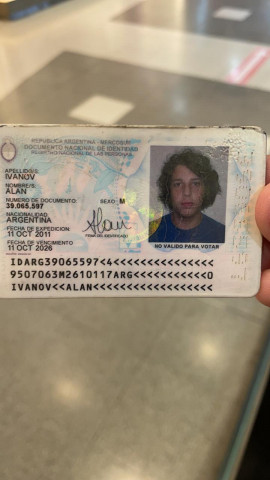 REPUBLICA ARGENTINA - MERCOSUR
DOCUMENTO NACIONAL DE IDENTIDAD
REGISTRO NACIONAL DE LAS PERSONAS
APELLIDO/S
IVANOV
NOMBRE/S
ALAN
NUMERO DE DOCUMENTO SEXO M
39.065.597
NACIONALIDAD
ARGENTINA
FECHA DE EXPEDICION
11 OCT 2011
FECHA DE VENCIMIENTO
11 OCT 2026
Alan
FIRMA IDENTIFICADO
NO VALIDO PARA VOTAR
IDARG39065597<4<<<<<<<<<<<<<<<
9507063M2610117ARG<<<<<<<<<<<0
IVANOV<<ALAN<<<<<<<<<<<<<<<<<<